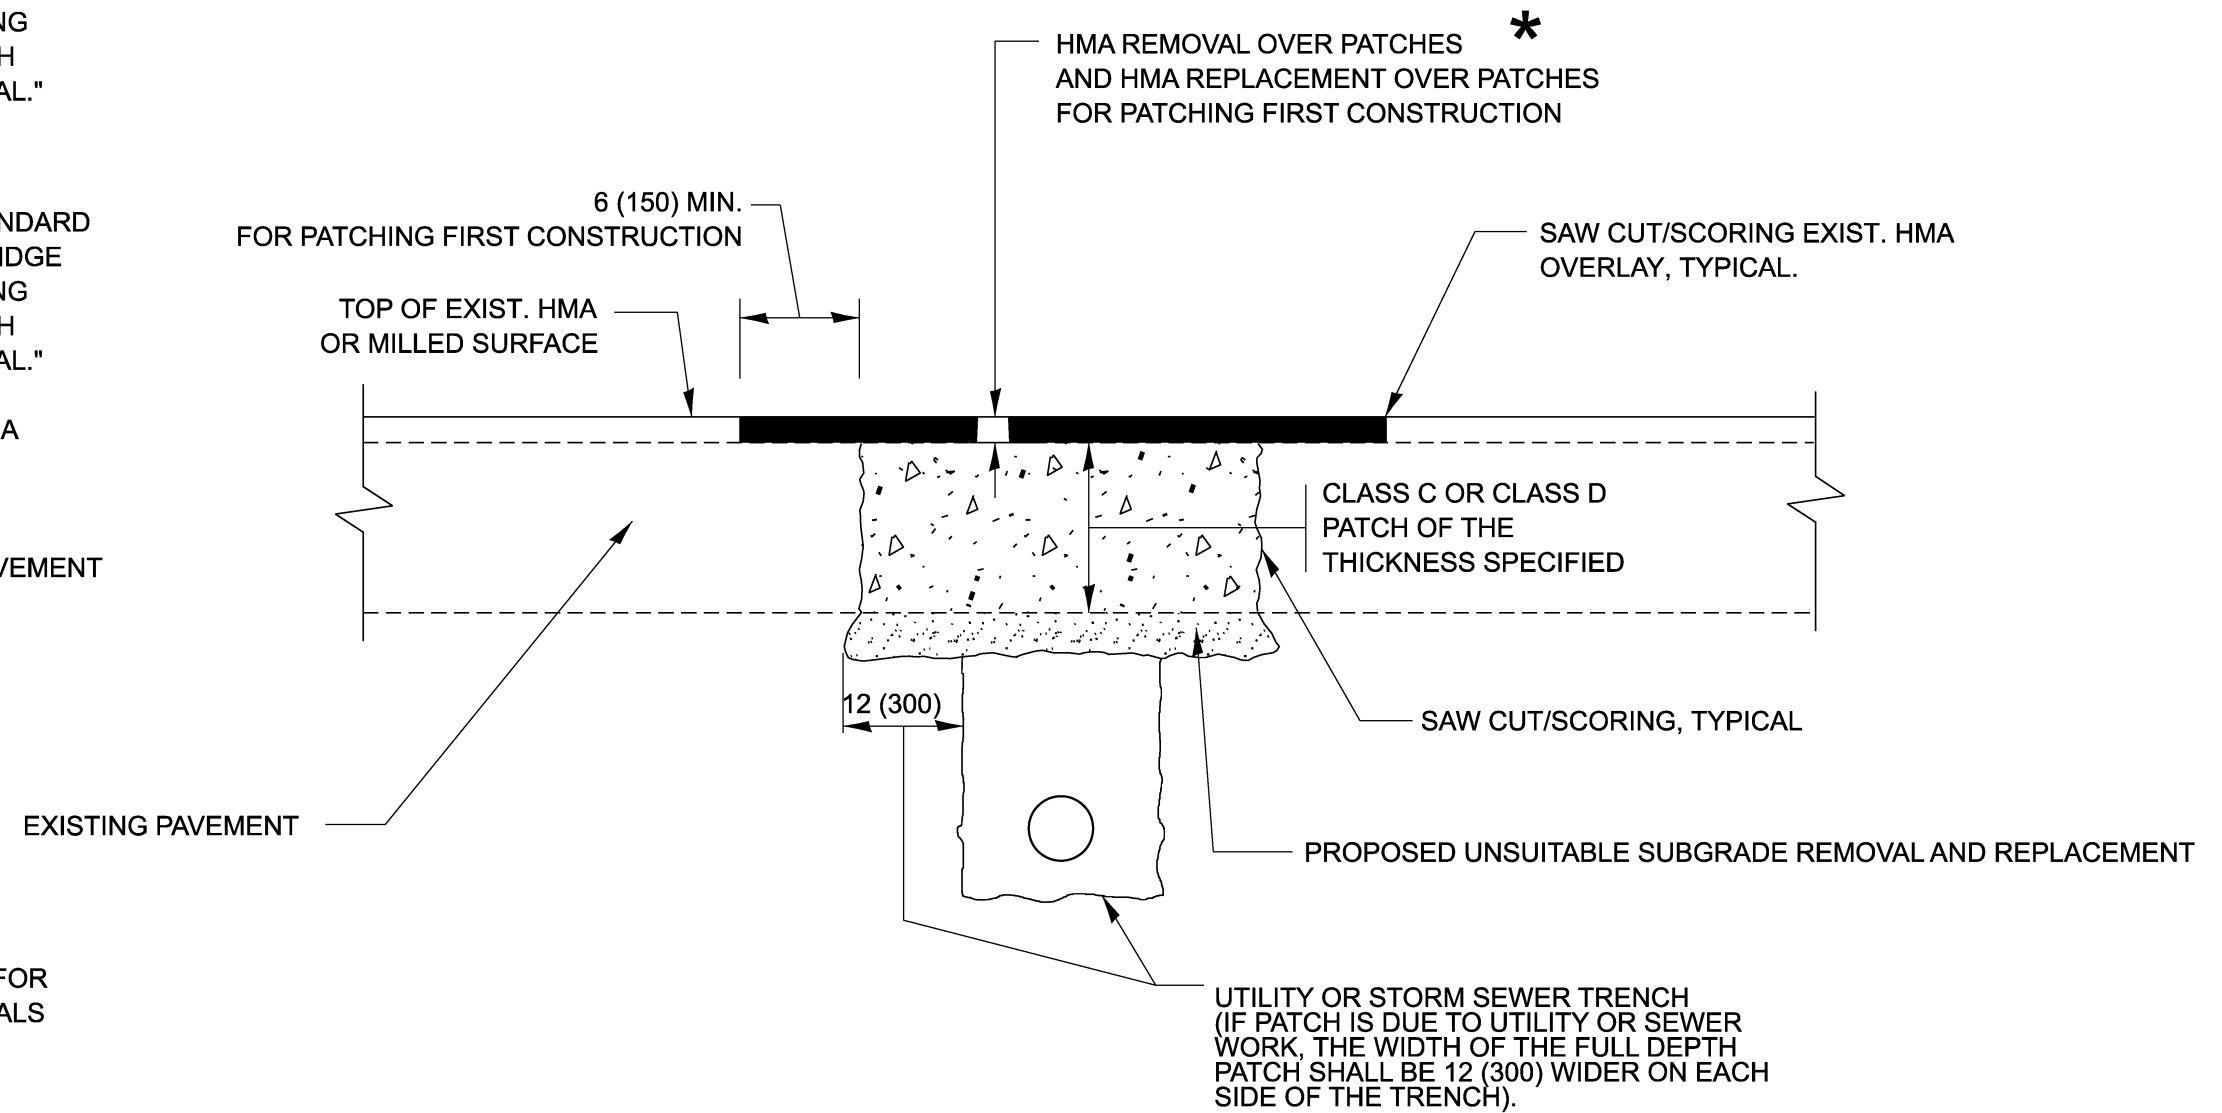 NG
H
AL."
NDARD
IDGE
NG
H
AL."
A
VEMENT
FOR
ALS
HMA REMOVAL OVER PATCHES *
AND HMA REPLACEMENT OVER PATCHES
FOR PATCHING FIRST CONSTRUCTION
6 (150) MIN.
FOR PATCHING FIRST CONSTRUCTION
SAW CUT/SCORING EXIST. HMA
OVERLAY, TYPICAL.
TOP OF EXIST. HMA
OR MILLED SURFACE
CLASS C OR CLASS D
PATCH OF THE
THICKNESS SPECIFIED
12 (300)
SAW CUT/SCORING, TYPICAL
EXISTING PAVEMENT
PROPOSED UNSUITABLE SUBGRADE REMOVAL AND REPLACEMENT
UTILITY OR STORM SEWER TRENCH
(IF PATCH IS DUE TO UTILITY OR SEWER
WORK, THE WIDTH OF THE FULL DEPTH
PATCH SHALL BE 12 (300) WIDER ON EACH
SIDE OF THE TRENCH).